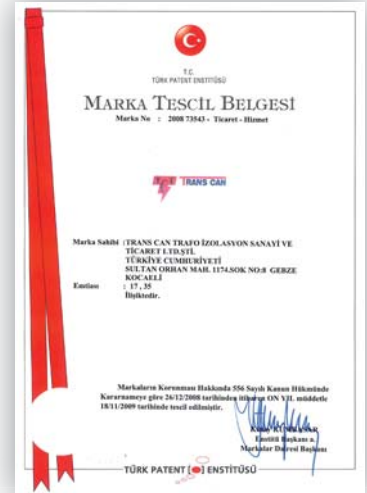 T.C.
TÜRK PATENT ENSTİTÜSÜ
MARKA TESCİL BELGESİ
Marka No : 2008 73543 - Ticaret - Hizmet
TRANS CAN
Marka Sahibi : TRANS CAN TRAFO İZOLASYON SANAYİ VE
TİCARET LTD.ŞTİ.
TÜRKİYE CUMHURİYETİ
SULTAN ORHAN MAH. 1174.SOK NO:8 GEBZE
KOCAELİ
Emtiası : 17 , 35
İlişiktedir.
Markaların Korunması Hakkında 556 Sayılı Kanun Hükmünde
Kararnameye göre 26/12/2008 tarihinden itibaren ON YIL müddetle
18/11/2009 tarihinde tescil edilmiştir.
Enstitü Başkanı a.
Markalar Dairesi Başkanı
TÜRK PATENT ENSTİTÜSÜ